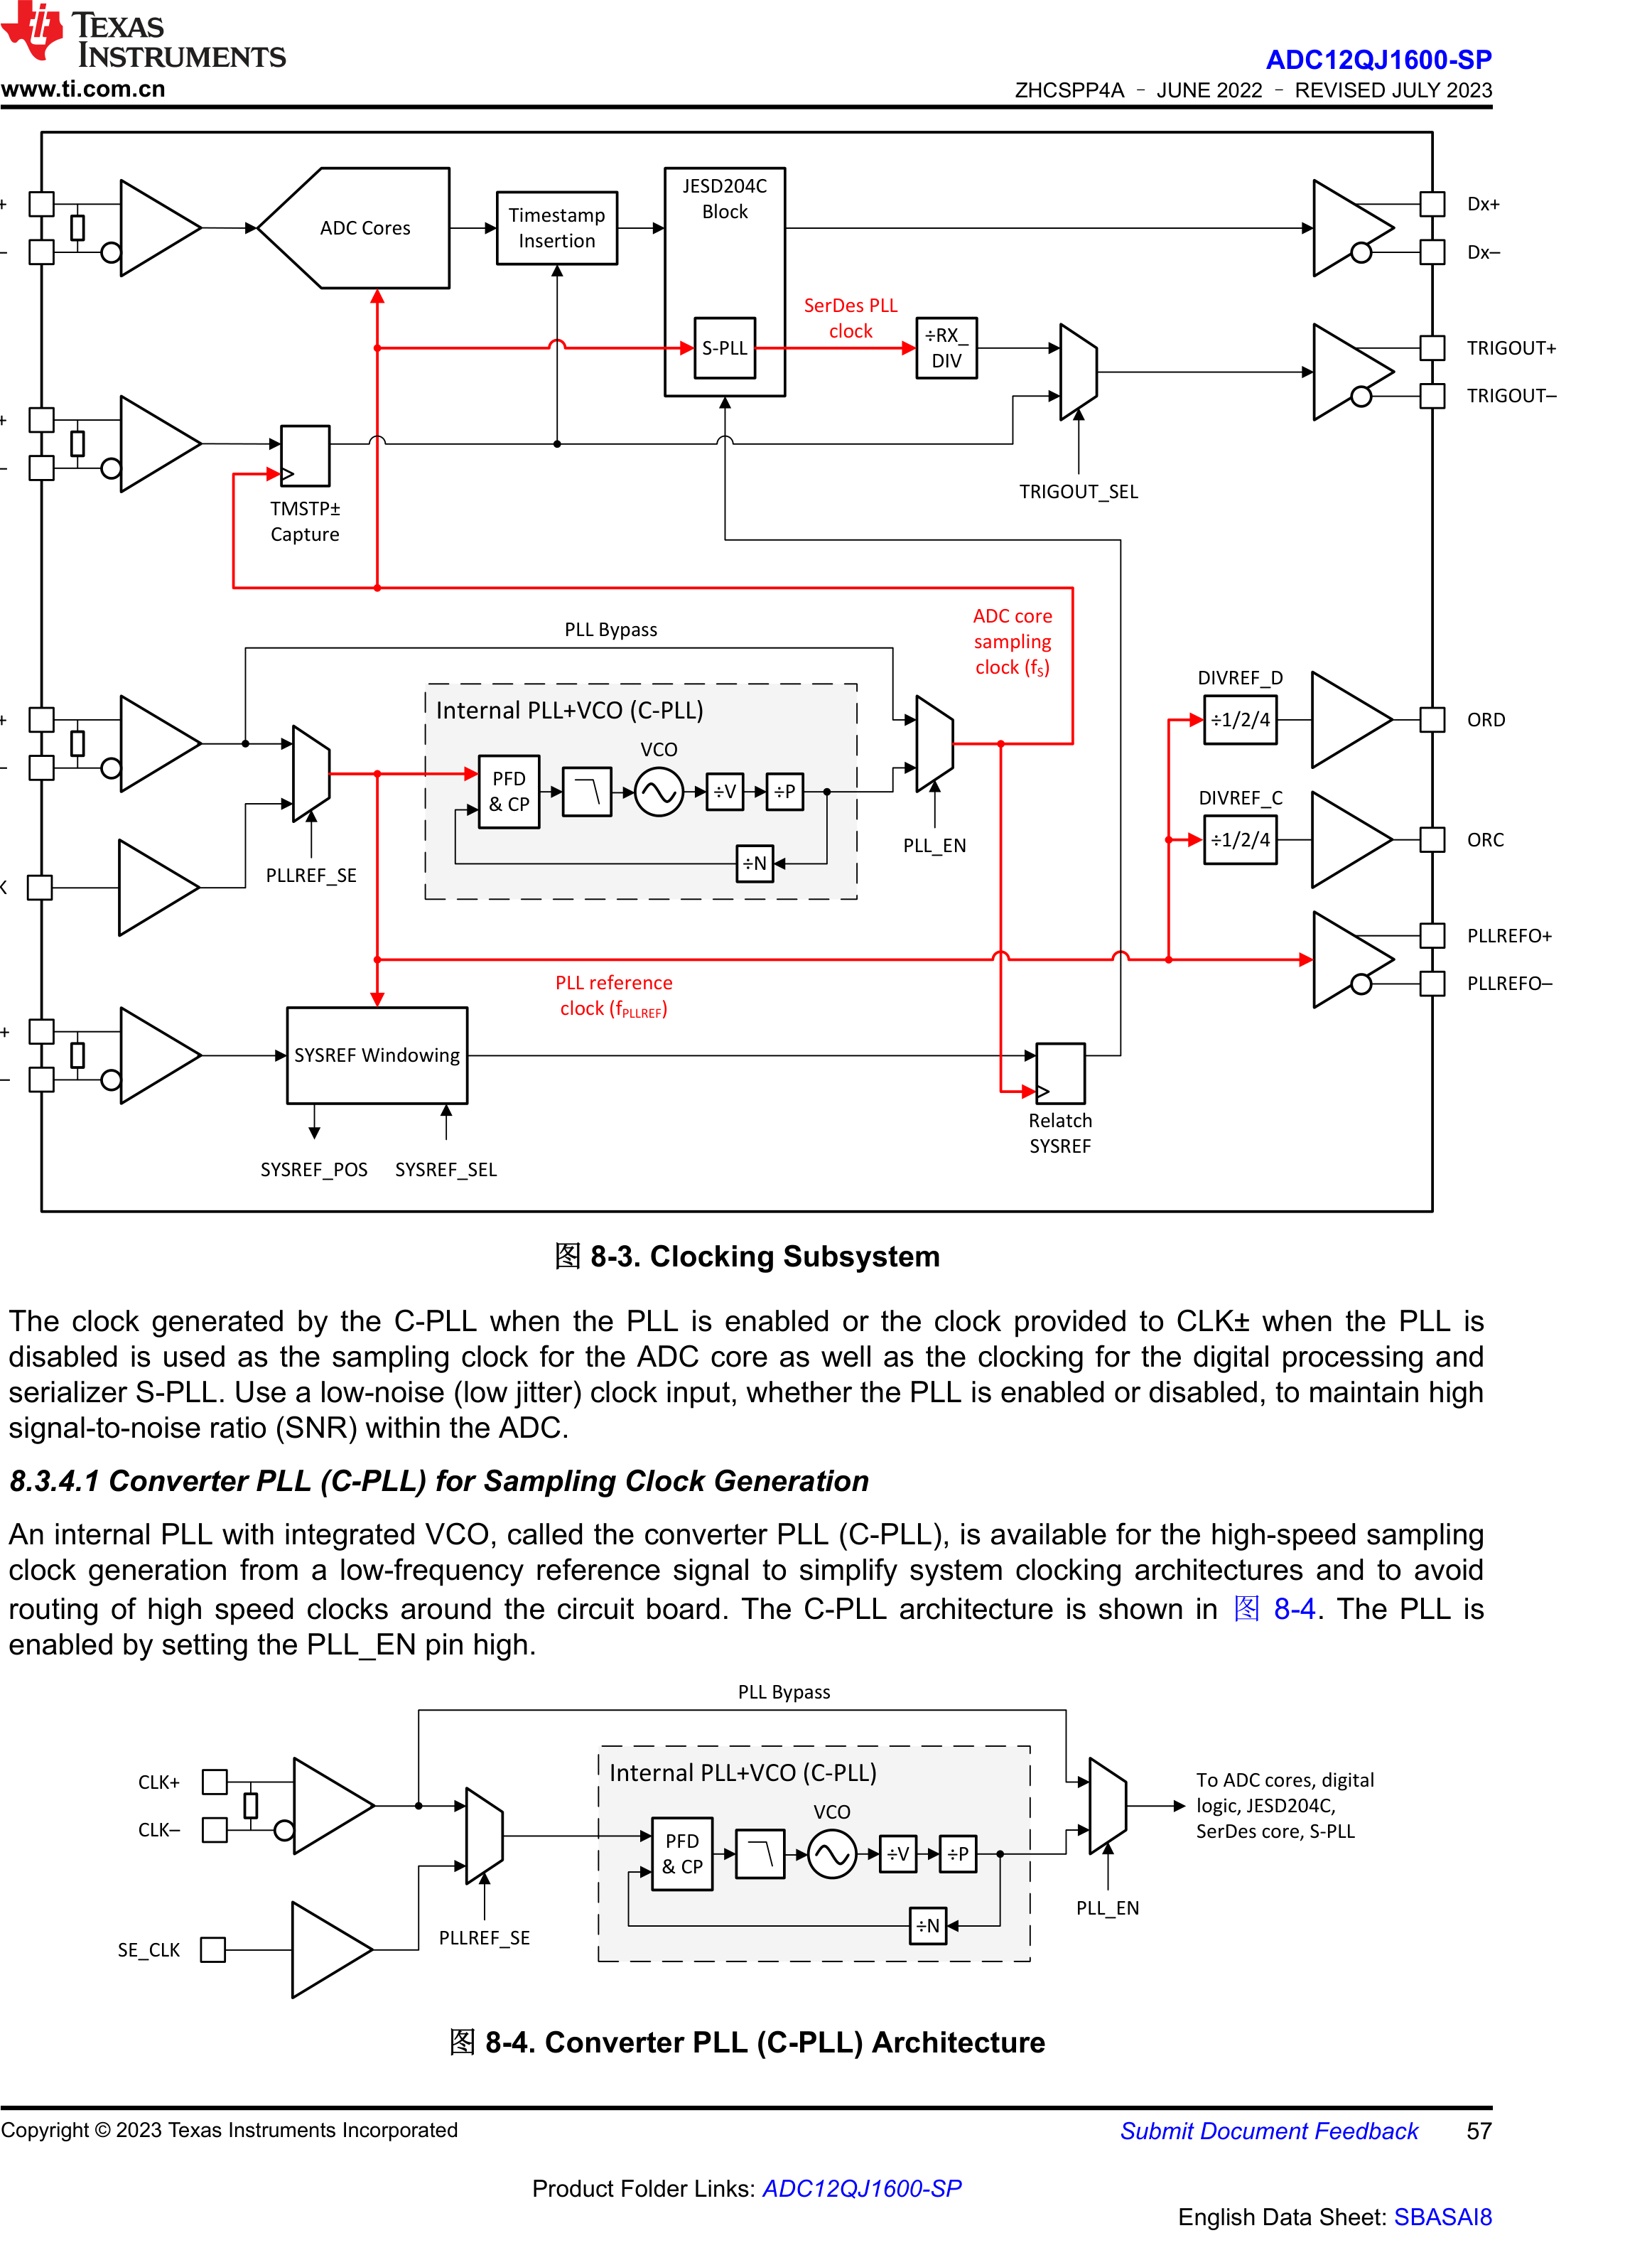 TEXAS
INSTRUMENTS
www.ti.com.cn
ADC12QJ1600-SP
ZHCSPP4A – JUNE 2022 – REVISED JULY 2023
+
–
ADC Cores
Timestamp
Insertion
JESD204C
Block
Dx+
Dx–
SerDes PLL
clock
S-PLL
÷RX_
DIV
TRIGOUT+
TRIGOUT–
+
–
TMSTP±
Capture
TRIGOUT_SEL
PLL Bypass
ADC core
sampling
clock (fS)
+
–
Internal PLL+VCO (C-PLL)
VCO
PFD
& CP
÷V
÷P
÷N
PLL_EN
PLLREF_SE
K
DIVREF_D
÷1/2/4
ORD
DIVREF_C
÷1/2/4
ORC
PLLREFO+
PLLREFO–
PLL reference
clock (fPLLREF)
+
–
SYSREF Windowing
Relatch
SYSREF
SYSREF_POS
SYSREF_SEL
图 8-3. Clocking Subsystem
The clock generated by the C-PLL when the PLL is enabled or the clock provided to CLK± when the PLL is
disabled is used as the sampling clock for the ADC core as well as the clocking for the digital processing and
serializer S-PLL. Use a low-noise (low jitter) clock input, whether the PLL is enabled or disabled, to maintain high
signal-to-noise ratio (SNR) within the ADC.
8.3.4.1 Converter PLL (C-PLL) for Sampling Clock Generation
An internal PLL with integrated VCO, called the converter PLL (C-PLL), is available for the high-speed sampling
clock generation from a low-frequency reference signal to simplify system clocking architectures and to avoid
routing of high speed clocks around the circuit board. The C-PLL architecture is shown in 图 8-4. The PLL is
enabled by setting the PLL_EN pin high.
PLL Bypass
CLK+
CLK–
Internal PLL+VCO (C-PLL)
VCO
PFD
& CP
÷V
÷P
÷N
To ADC cores, digital
logic, JESD204C,
SerDes core, S-PLL
PLL_EN
PLLREF_SE
SE_CLK
图 8-4. Converter PLL (C-PLL) Architecture
Copyright © 2023 Texas Instruments Incorporated
Submit Document Feedback 57
Product Folder Links: ADC12QJ1600-SP
English Data Sheet: SBASAI8